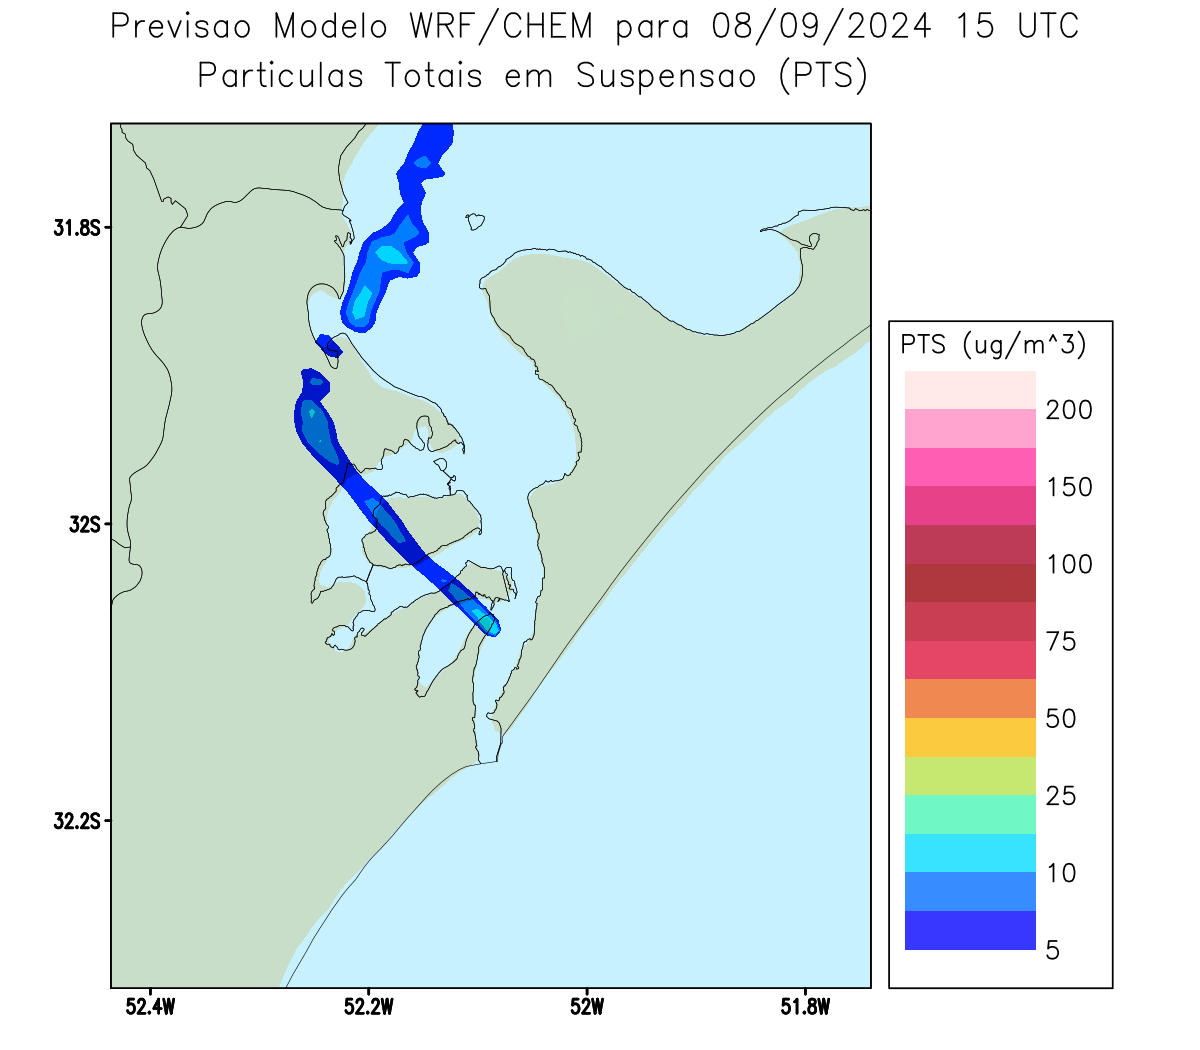 Previsao Modelo WRF/CHEM para 08/09/2024 15 UTC
Particulas Totais em Suspensao (PTS)
31.8S
32S
32.2S
52.4W
52.2W
52W
51.8W
PTS (ug/m^3)
200
150
100
75
50
25
10
5